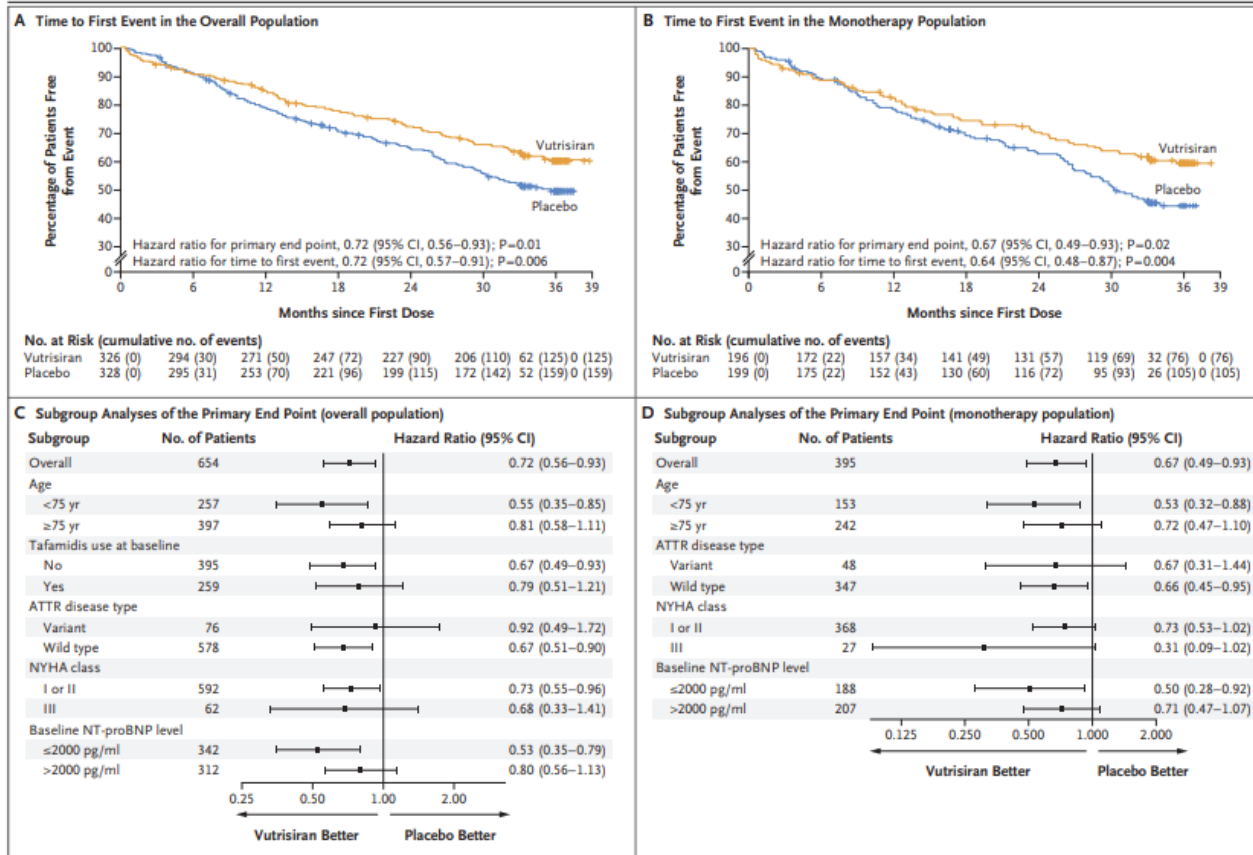 A Time to First Event in the Overall Population
Percentage of Patients Free from Event
100
90
80
70
60
50
40
30
0
Vutrisiran
Placebo
Hazard ratio for primary end point, 0.72 (95% CI, 0.56–0.93); P=0.01
Hazard ratio for time to first event, 0.72 (95% CI, 0.57–0.91); P=0.006
0 6 12 18 24 30 36 39
Months since First Dose
No. at Risk (cumulative no. of events)
Vutrisiran 326 (0) 294 (30) 271 (50) 247 (72) 227 (90) 206 (110) 62 (125) 0 (125)
Placebo 328 (0) 295 (31) 253 (70) 221 (96) 199 (115) 172 (142) 52 (159) 0 (159)
B Time to First Event in the Monotherapy Population
Percentage of Patients Free from Event
100
90
80
70
60
50
40
30
0
Vutrisiran
Placebo
Hazard ratio for primary end point, 0.67 (95% CI, 0.49–0.93); P=0.02
Hazard ratio for time to first event, 0.64 (95% CI, 0.48–0.87); P=0.004
0 6 12 18 24 30 36 39
Months since First Dose
No. at Risk (cumulative no. of events)
Vutrisiran 196 (0) 172 (22) 157 (34) 141 (49) 131 (57) 119 (69) 32 (76) 0 (76)
Placebo 199 (0) 175 (22) 152 (43) 130 (60) 116 (72) 95 (93) 26 (105) 0 (105)
C Subgroup Analyses of the Primary End Point (overall population)
Subgroup No. of Patients Hazard Ratio (95% CI)
Overall 654 0.72 (0.56–0.93)
Age
<75 yr 257 0.55 (0.35–0.85)
≥75 yr 397 0.81 (0.58–1.11)
Tafamidis use at baseline
No 395 0.67 (0.49–0.93)
Yes 259 0.79 (0.51–1.21)
ATTR disease type
Variant 76 0.92 (0.49–1.72)
Wild type 578 0.67 (0.51–0.90)
NYHA class
I or II 592 0.73 (0.55–0.96)
III 62 0.68 (0.33–1.41)
Baseline NT-proBNP level
≤2000 pg/ml 342 0.53 (0.35–0.79)
>2000 pg/ml 312 0.80 (0.56–1.13)
0.25 0.50 1.00 2.00
Vutrisiran Better Placebo Better
D Subgroup Analyses of the Primary End Point (monotherapy population)
Subgroup No. of Patients Hazard Ratio (95% CI)
Overall 395 0.67 (0.49–0.93)
Age
<75 yr 153 0.53 (0.32–0.88)
≥75 yr 242 0.72 (0.47–1.10)
ATTR disease type
Variant 48 0.67 (0.31–1.44)
Wild type 347 0.66 (0.45–0.95)
NYHA class
I or II 368 0.73 (0.53–1.02)
III 27 0.31 (0.09–1.02)
Baseline NT-proBNP level
≤2000 pg/ml 188 0.50 (0.28–0.92)
>2000 pg/ml 207 0.71 (0.47–1.07)
0.125 0.250 0.500 1.000 2.000
Vutrisiran Better Placebo Better